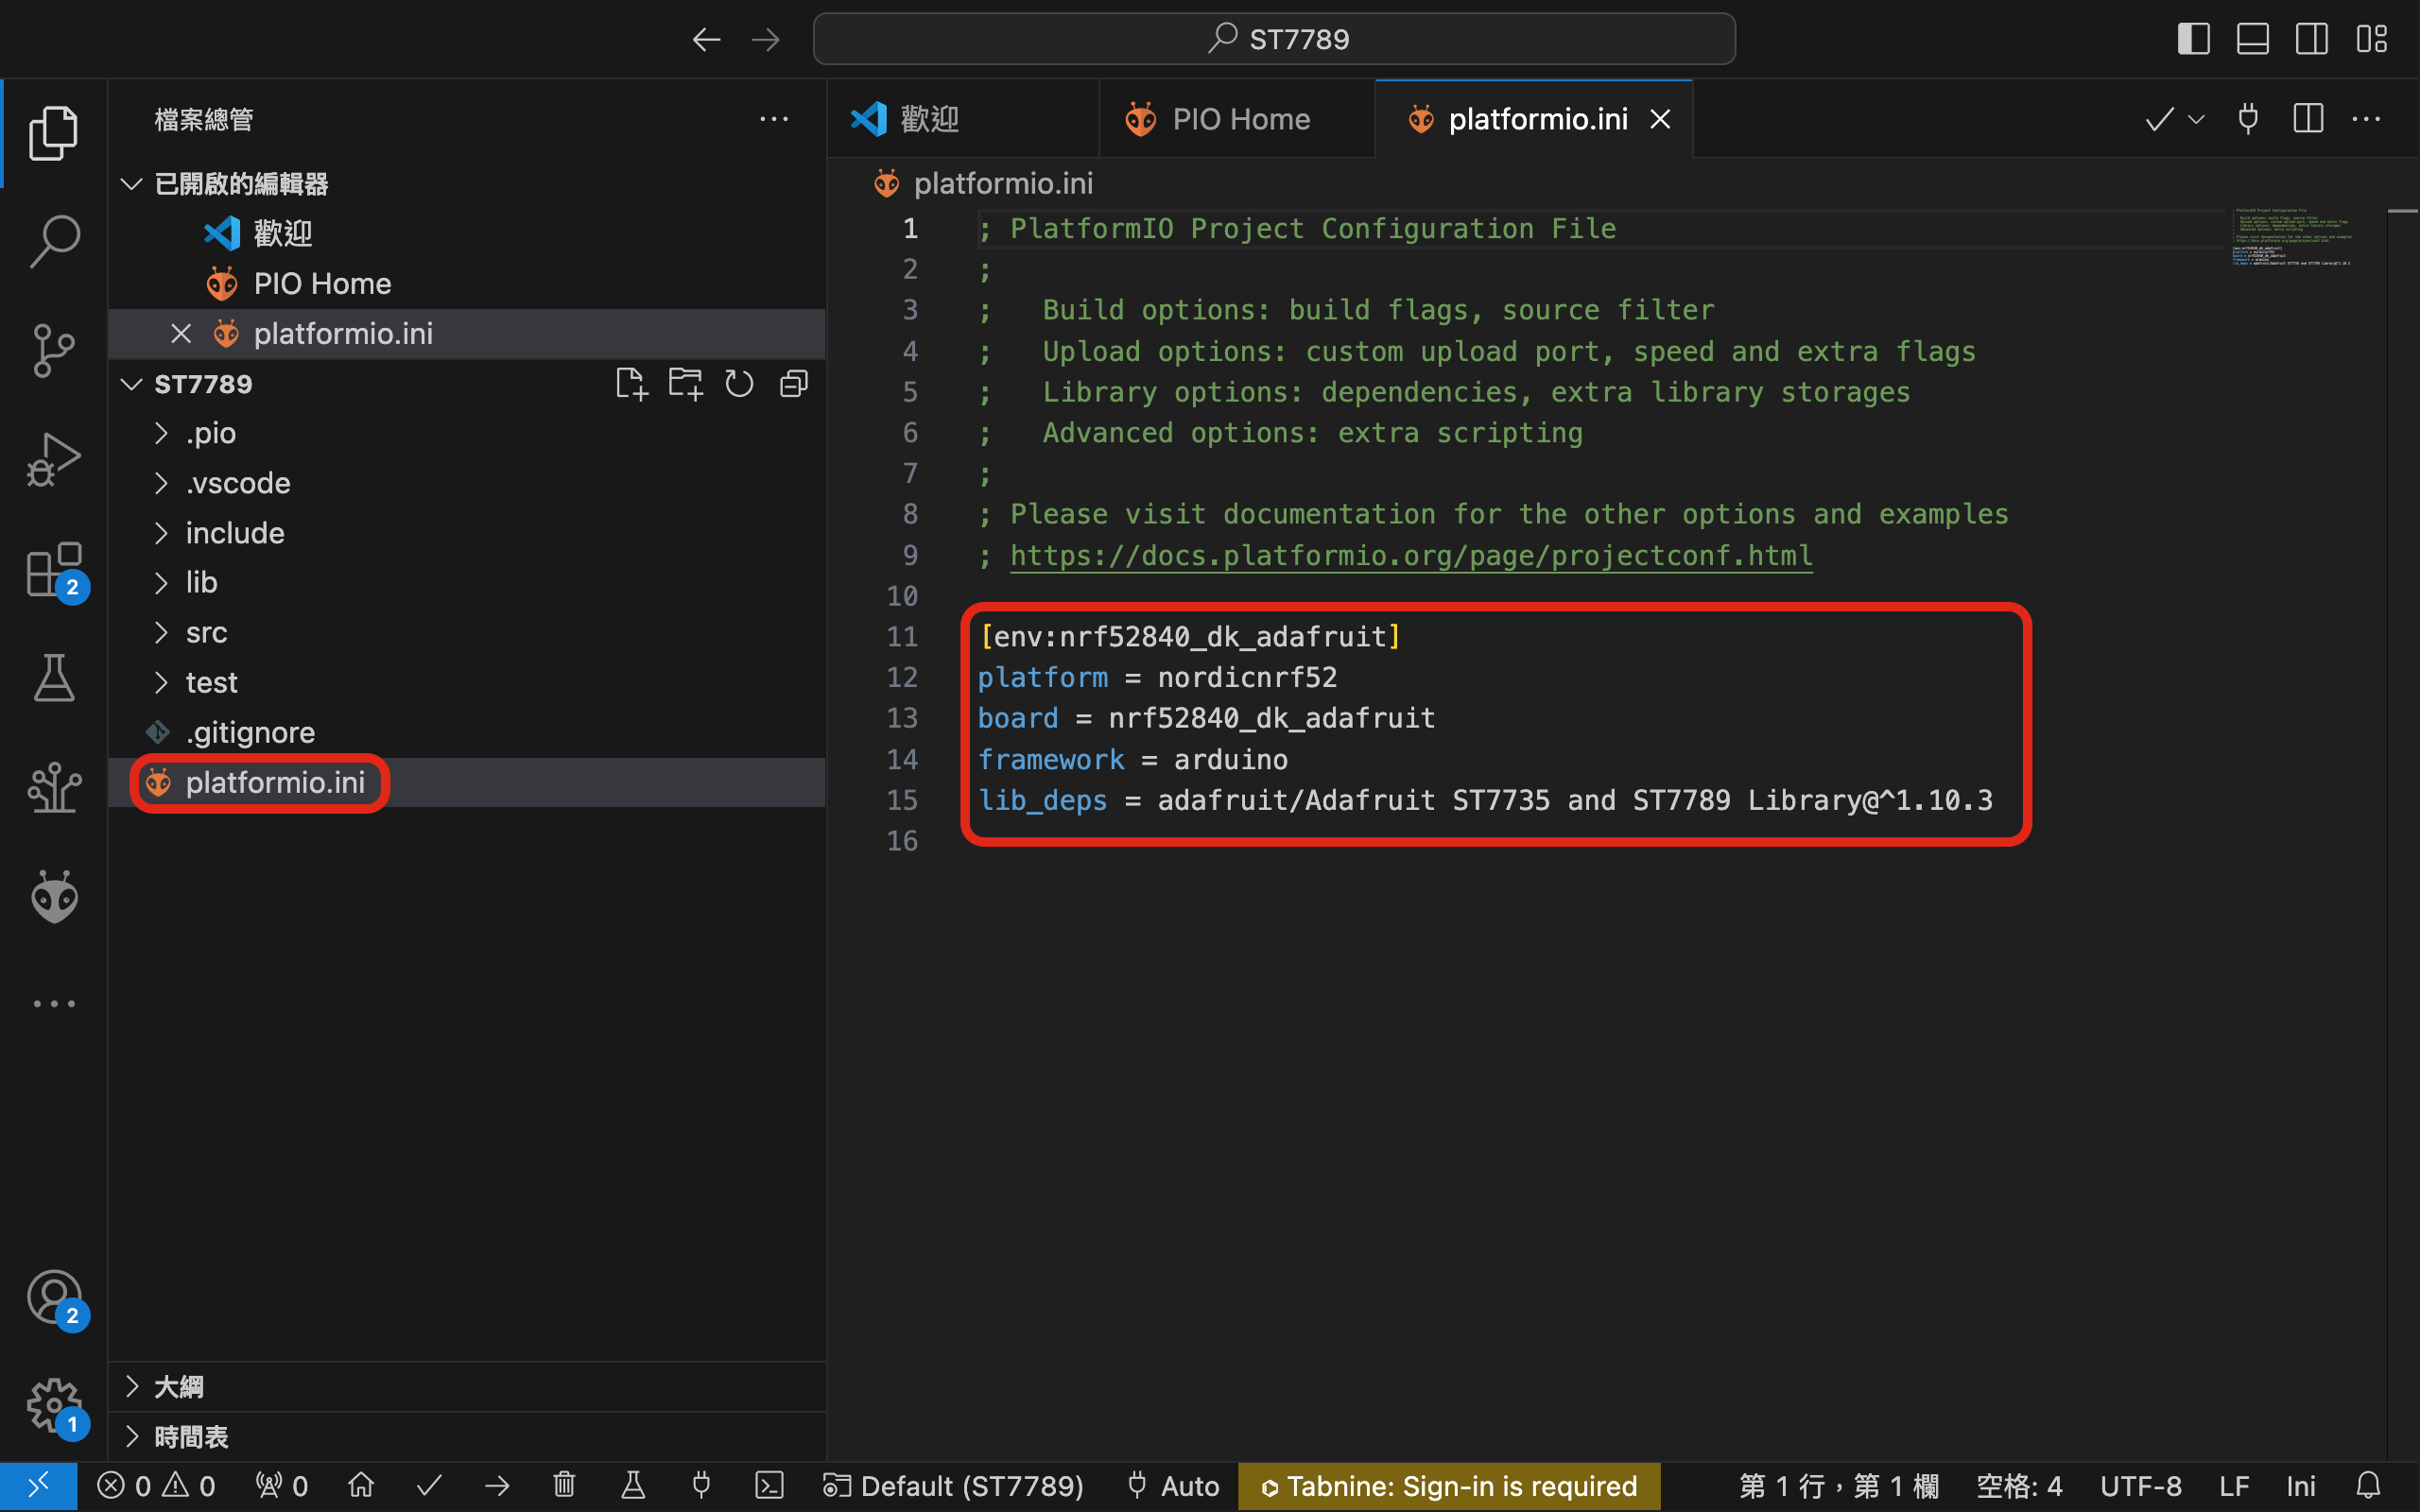 ST7789
檔案總管
已開啟的編輯器
歡迎
PIO Home
platformio.ini
ST7789
.pio
.vscode
include
lib
src
test
.gitignore
platformio.ini
大綱
時間表
2
2
1
歡迎
PIO Home
platformio.ini
platformio.ini
1 ; PlatformIO Project Configuration File
2 ;
3 ;   Build options: build flags, source filter
4 ;   Upload options: custom upload port, speed and extra flags
5 ;   Library options: dependencies, extra library storages
6 ;   Advanced options: extra scripting
7 ;
8 ; Please visit documentation for the other options and examples
9 ; https://docs.platformio.org/page/projectconf.html
10
11 [env:nrf52840_dk_adafruit]
12 platform = nordicnrf52
13 board = nrf52840_dk_adafruit
14 framework = arduino
15 lib_deps = adafruit/Adafruit ST7735 and ST7789 Library@^1.10.3
16
0 0 0 Default (ST7789) Auto Tabnine: Sign-in is required 第 1 行，第 1 欄 空格: 4 UTF-8 LF Ini